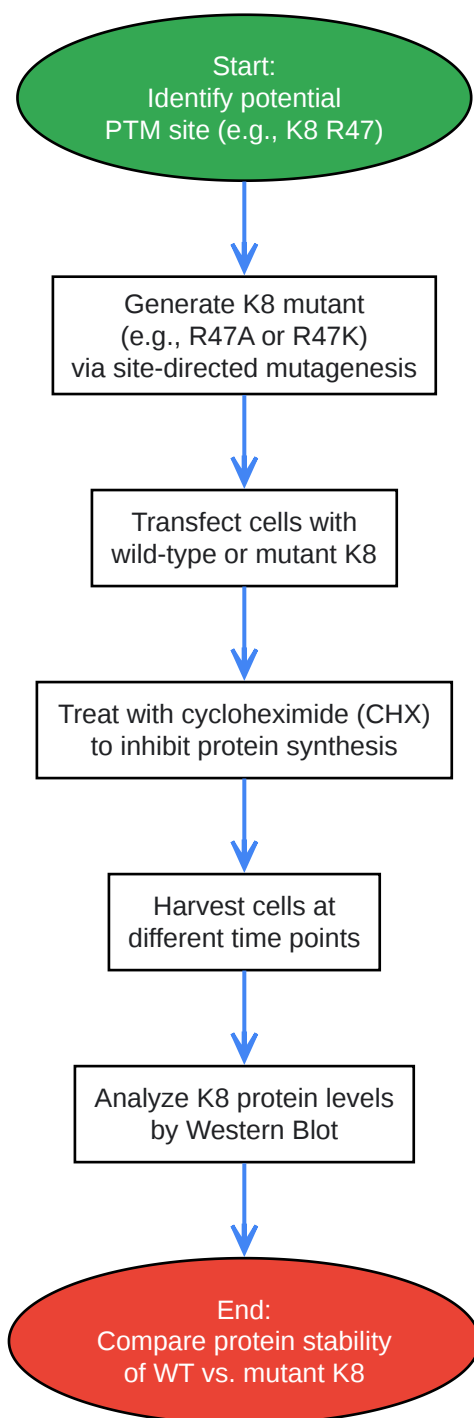 Start:
Identify potential
PTM site (e.g., K8 R47)
Generate K8 mutant
(e.g., R47A or R47K)
via site-directed mutagenesis
Transfect cells with
wild-type or mutant K8
Treat with cycloheximide (CHX)
to inhibit protein synthesis
Harvest cells at
different time points
Analyze K8 protein levels
by Western Blot
End:
Compare protein stability
of WT vs. mutant K8